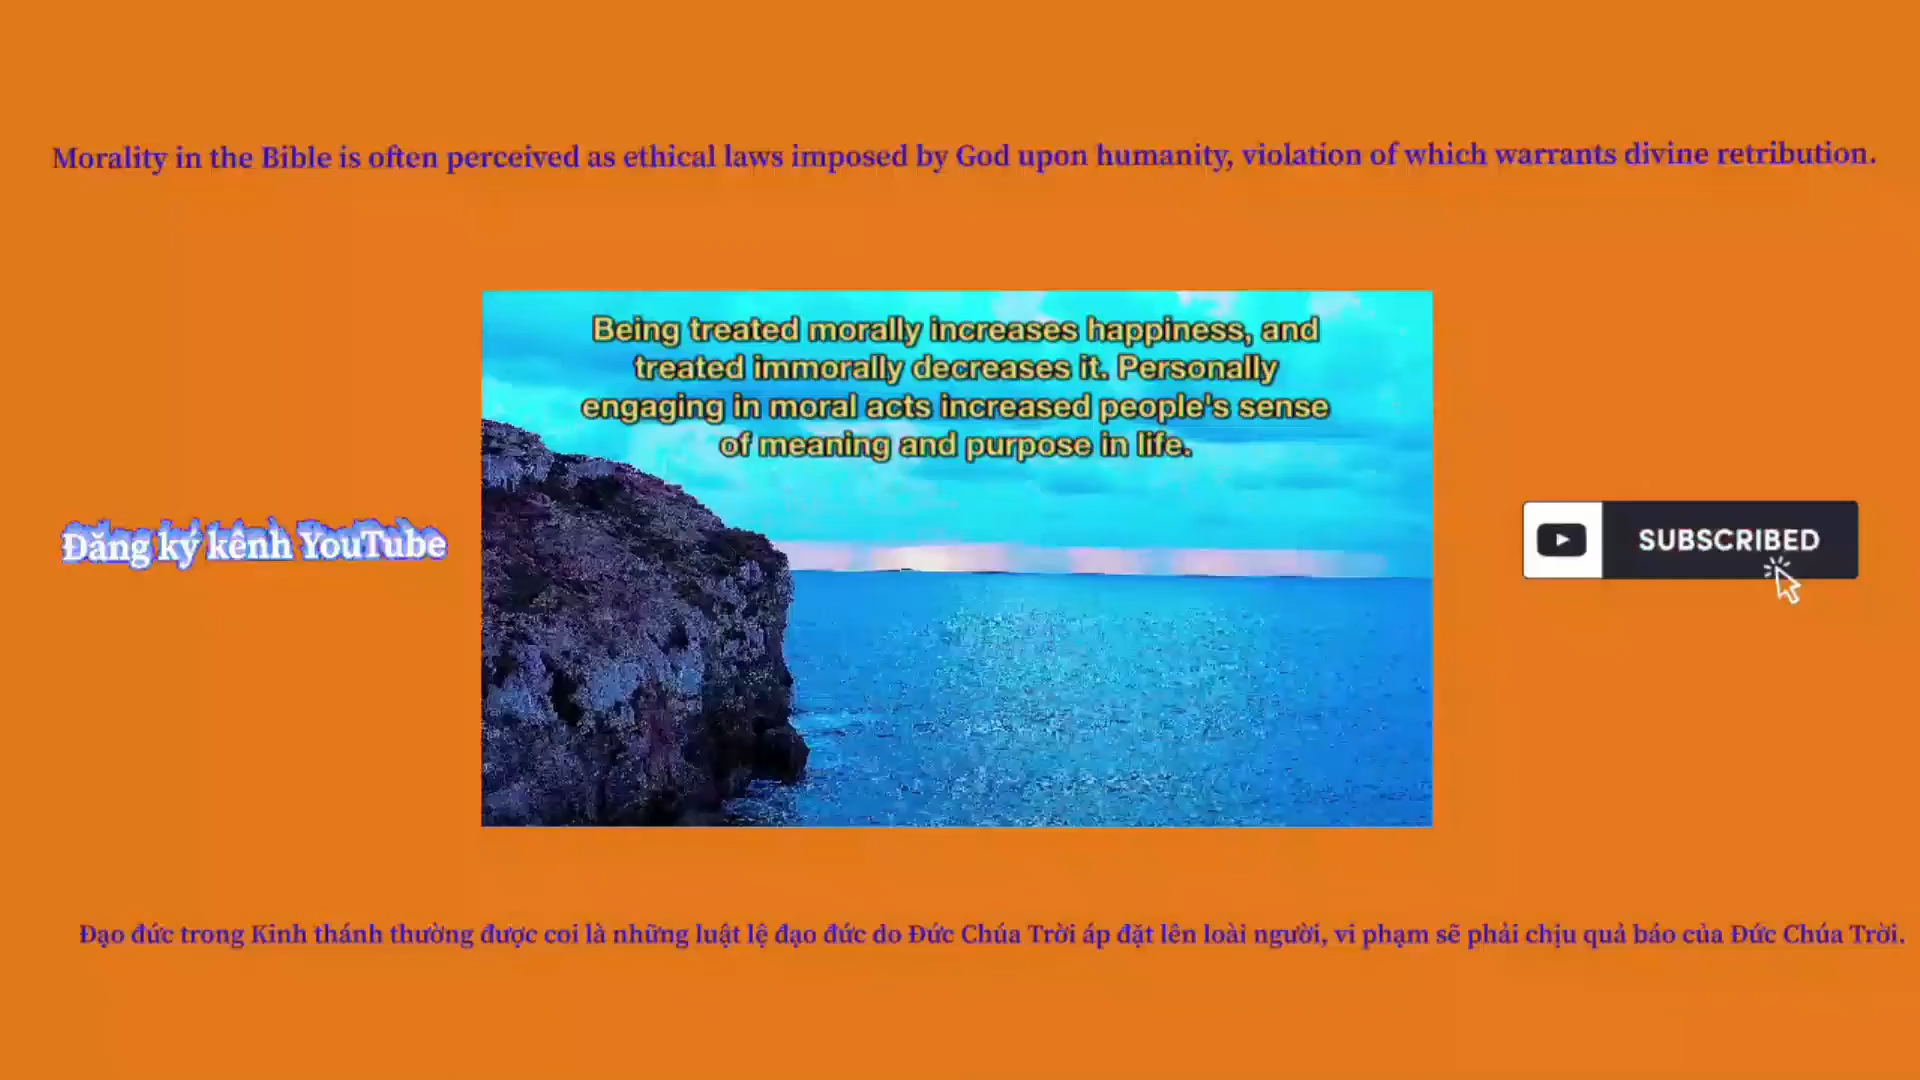 Morality in the Bible is often perceived as ethical laws imposed by God upon humanity, violation of which warrants divine retribution.
Being treated morally increases happiness, and
treated immorally decreases it. Personally
engaging in moral acts increased people's sense
of meaning and purpose in life.
Đăng ký kênh YouTube
SUBSCRIBED
Đạo đức trong Kinh thánh thường được coi là những luật lệ đạo đức do Đức Chúa Trời áp đặt lên loài người, vi phạm sẽ phải chịu quả báo của Đức Chúa Trời.